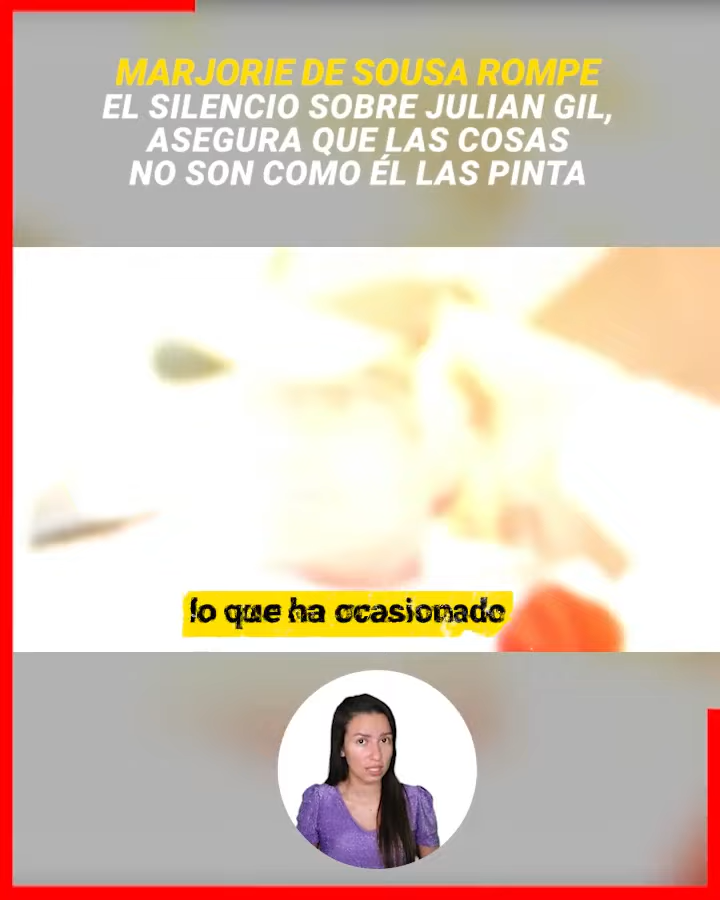 MARJORIE DE SOUSA ROMPE
EL SILENCIO SOBRE JULIAN GIL,
ASEGURA QUE LAS COSAS
NO SON COMO ÉL LAS PINTA
lo que ha ocasionado